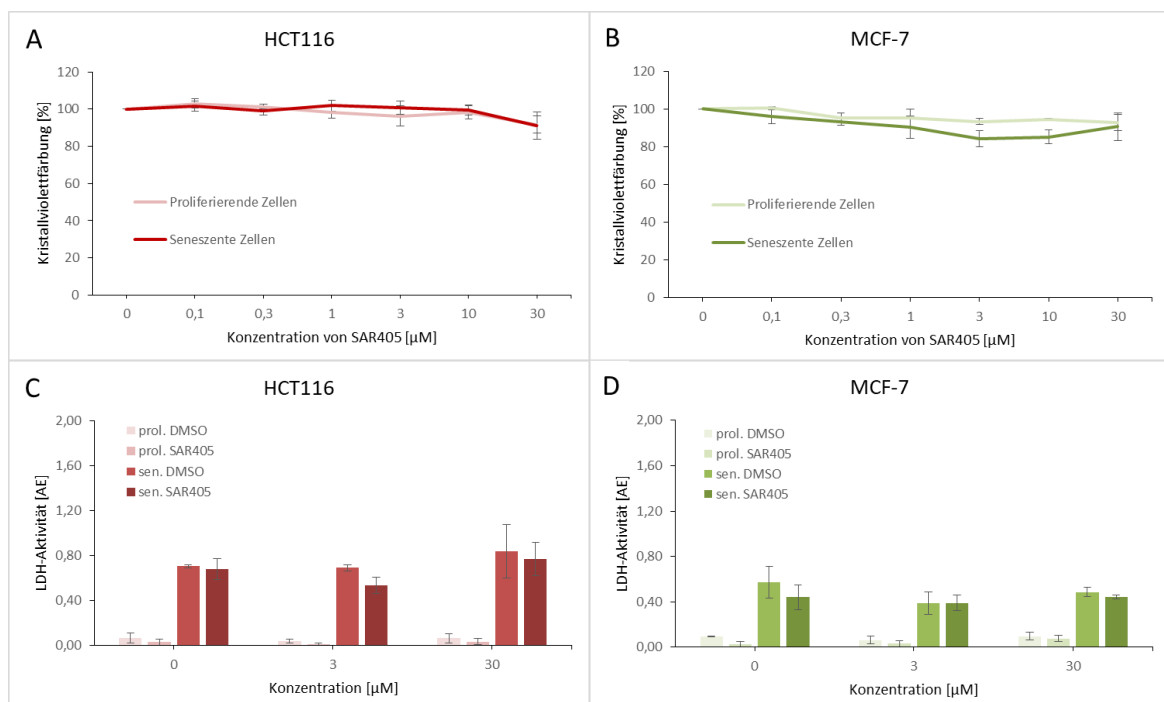 A
HCT116
Kristallviolettfärbung [%]
120
100
80
60
40
20
0
Proliferierende Zellen
Seneszente Zellen
0 0,1 0,3 1 3 10 30
Konzentration von SAR405 [µM]
B
MCF-7
Kristallviolettfärbung [%]
120
100
80
60
40
20
0
Proliferierende Zellen
Seneszente Zellen
0 0,1 0,3 1 3 10 30
Konzentration von SAR405 [µM]
C
HCT116
LDH-Aktivität [AE]
2,00
1,60
1,20
0,80
0,40
0,00
prol. DMSO
prol. SAR405
sen. DMSO
sen. SAR405
0 3 30
Konzentration [µM]
D
MCF-7
LDH-Aktivität [AE]
2,00
1,60
1,20
0,80
0,40
0,00
prol. DMSO
prol. SAR405
sen. DMSO
sen. SAR405
0 3 30
Konzentration [µM]